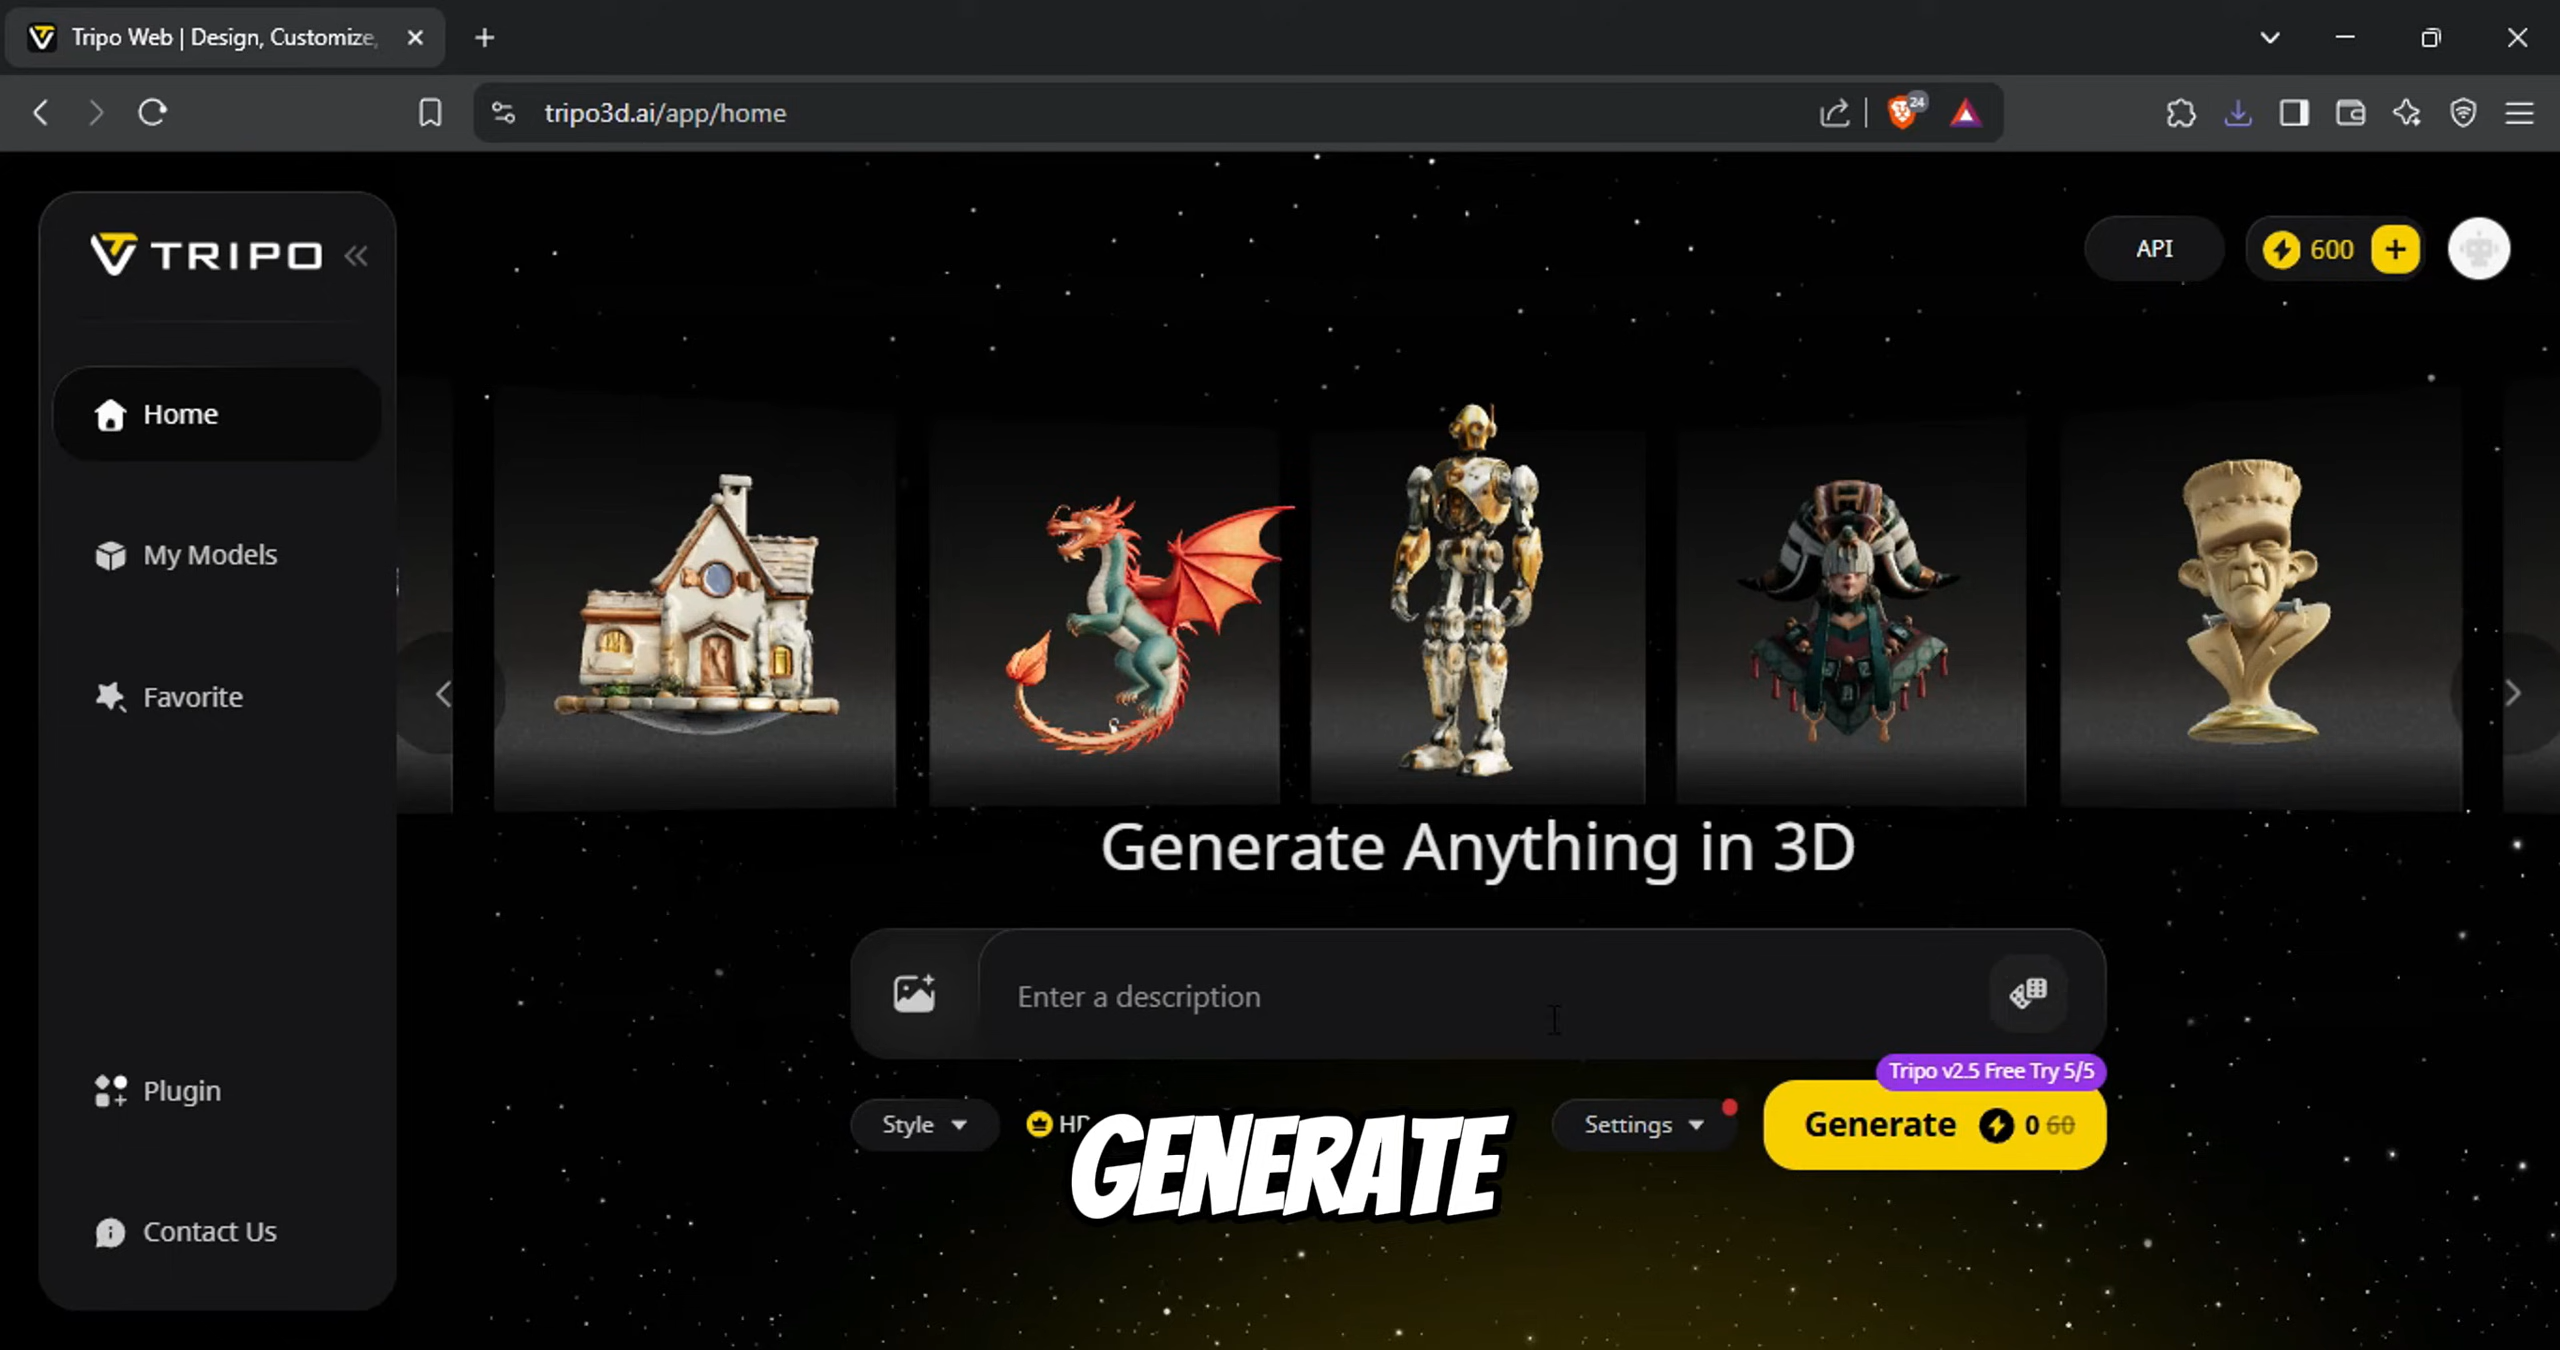 Tripo Web | Design, Customize,
tripo3d.ai/app/home
24
TRIPO
API
600
Home
My Models
Favorite
Generate Anything in 3D
Enter a description
Tripo v2.5 Free Try 5/5
Style
HD
Settings
Generate 0 60
GENERATE
Plugin
Contact Us